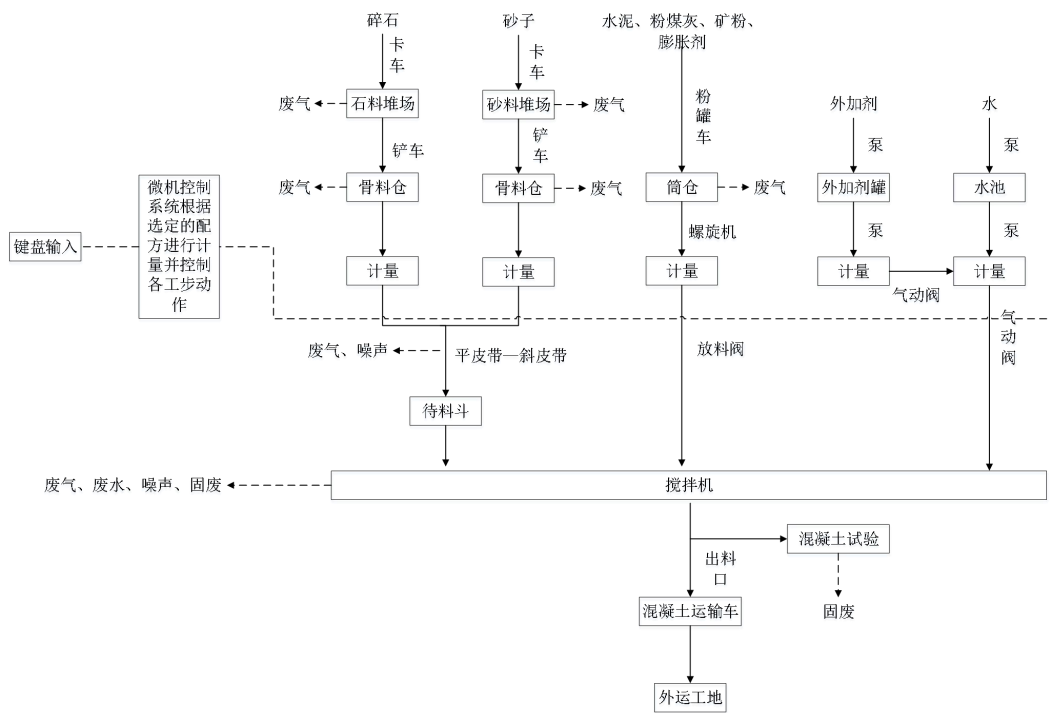 碎石
砂子
水泥、粉煤灰、矿粉、
膨胀剂
卡
车
卡
车
废气
石料堆场
砂料堆场
废气
粉
罐
车
外加剂
水
铲车
铲
车
泵
泵
废气
骨料仓
骨料仓
废气
筒仓
废气
外加剂罐
水池
键盘输入
微机控制
系统根据
选定的配
方进行计
量并控制
各工步动
作
螺旋机
泵
泵
计量
计量
计量
计量
计量
气动阀
废气、噪声
平皮带—斜皮带
放料阀
气
动
阀
待料斗
废气、废水、噪声、固废
搅拌机
混凝土试验
出料
口
固废
混凝土运输车
外运工地